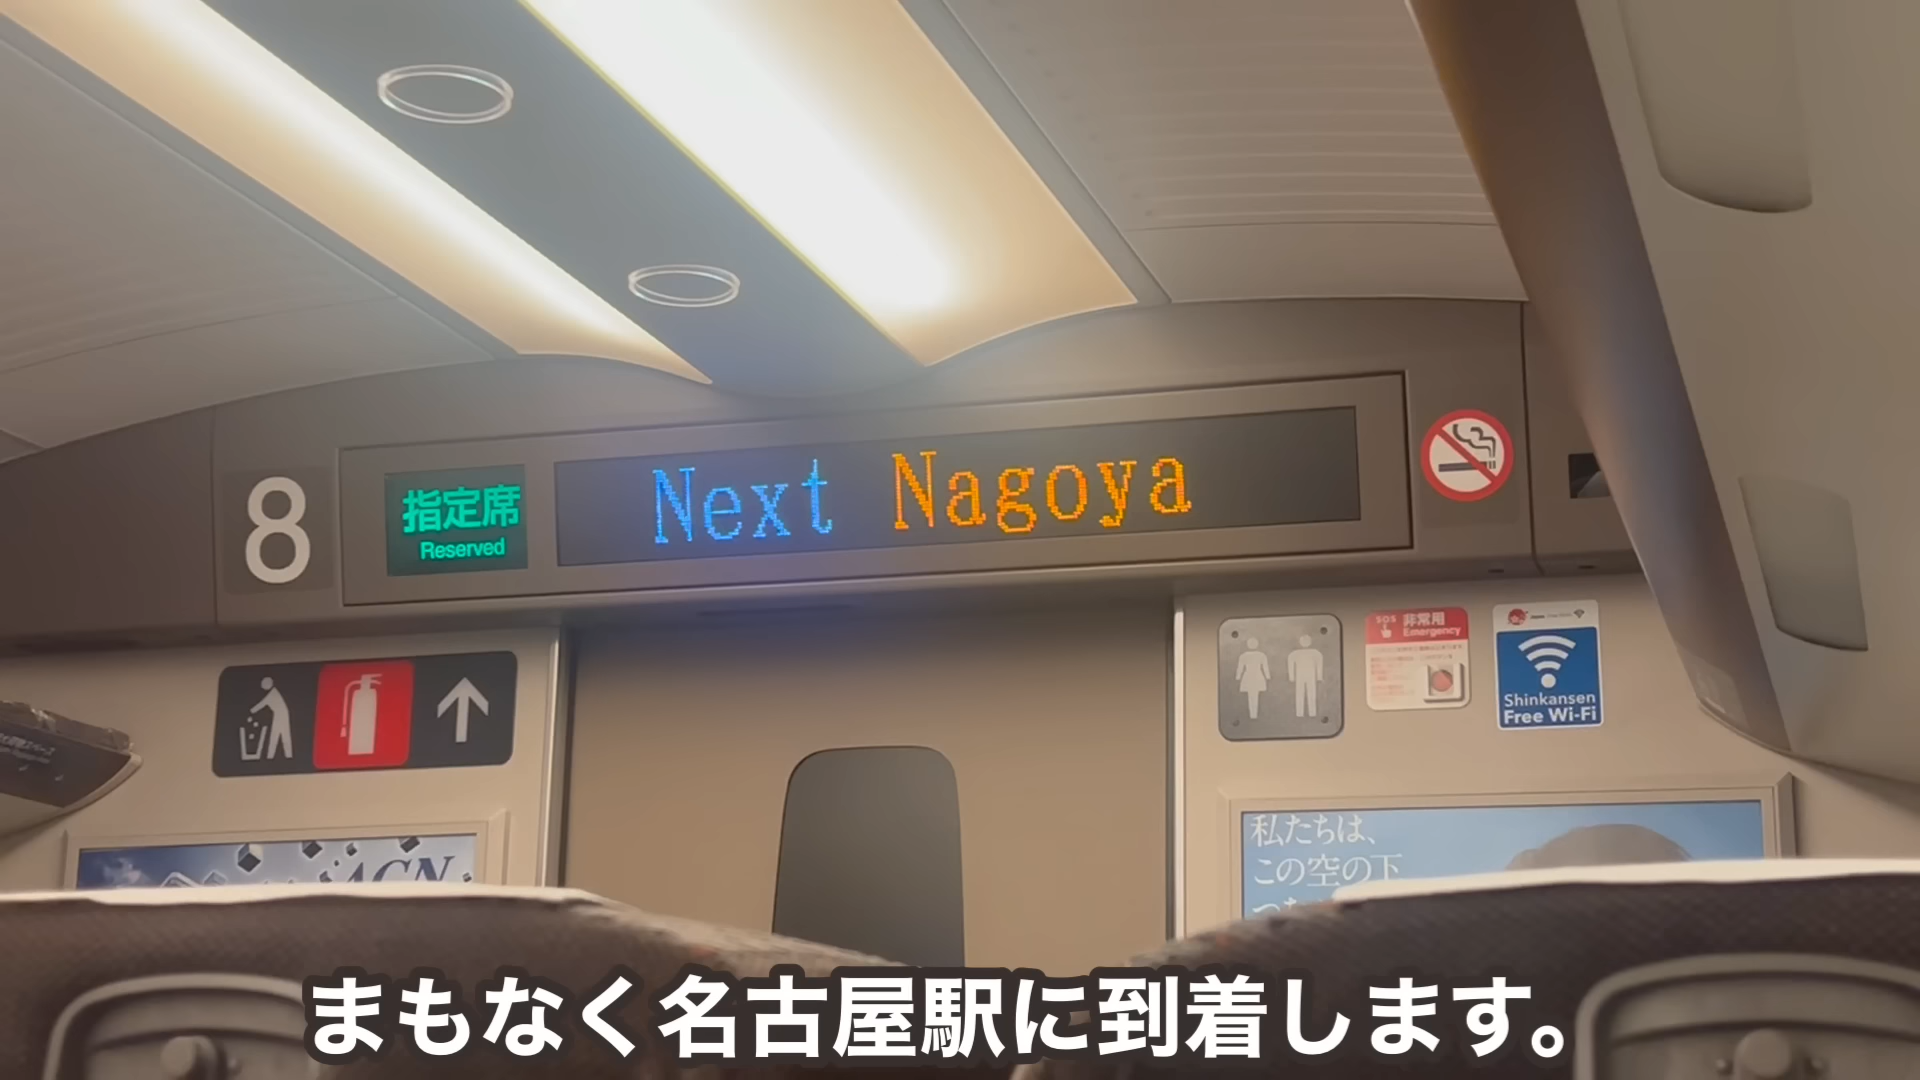 8
指定席
Reserved
Next Nagoya
SOS 非常用
Emergency
Shinkansen
Free Wi-Fi
ACN
私たちは、
この空の下
まもなく名古屋駅に到着します。